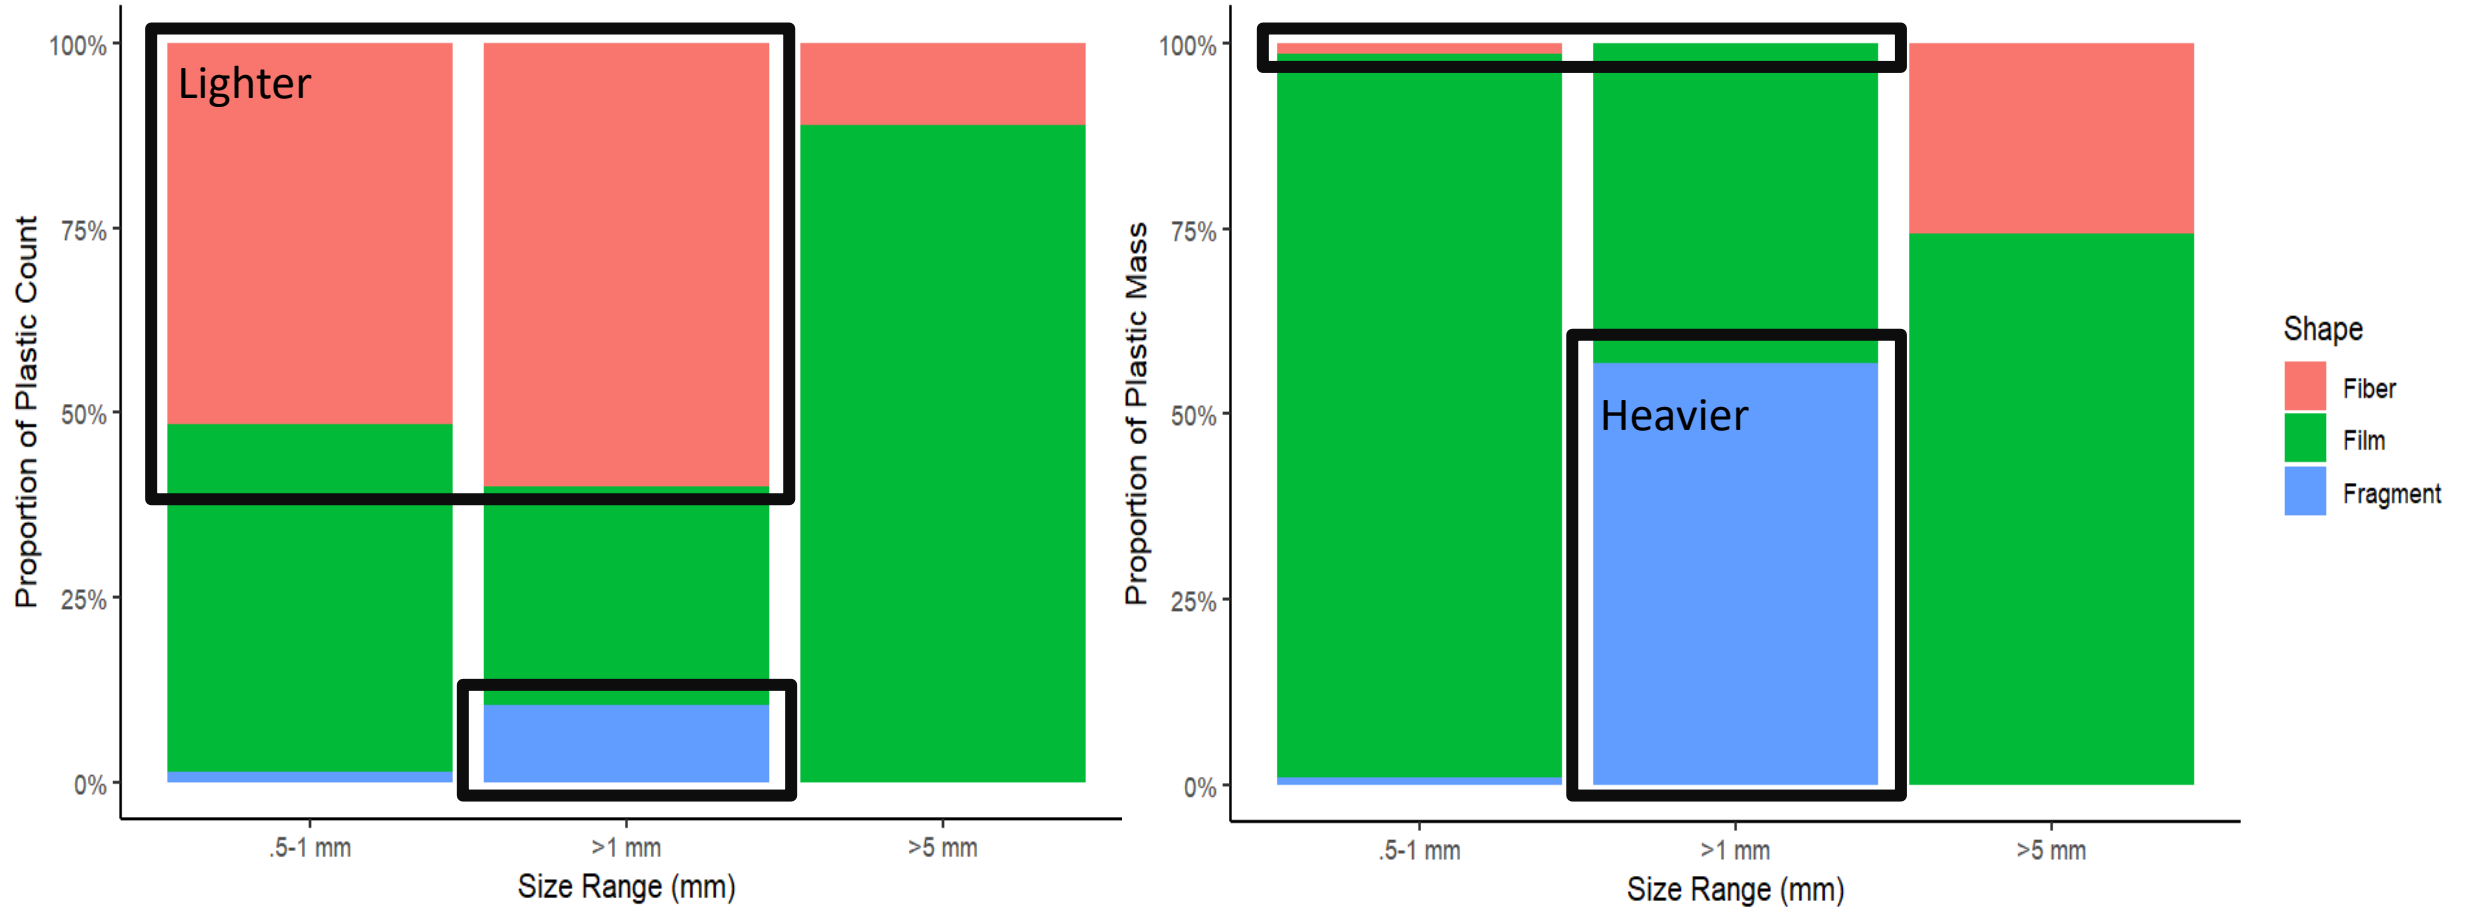 Proportion of Plastic Count
100%
75%
50%
25%
0%
Lighter
.5-1 mm
>1 mm
>5 mm
Size Range (mm)
Proportion of Plastic Mass
100%
75%
50%
25%
0%
Heavier
.5-1 mm
>1 mm
>5 mm
Size Range (mm)
Shape
Fiber
Film
Fragment